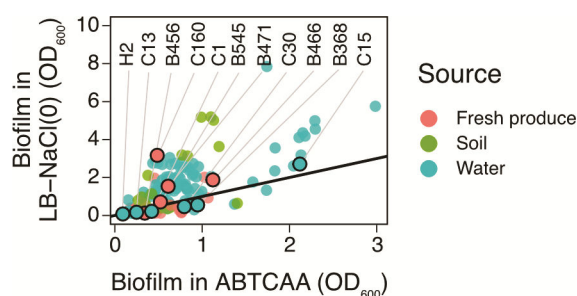 10
8
6
4
2
0
Biofilm in
LB–NaCl(0) (OD600)
H2
C13
B456
C160
C1
B545
B471
C30
B466
B368
C15
0
1
2
3
Biofilm in ABTCAA (OD600)
Source
Fresh produce
Soil
Water